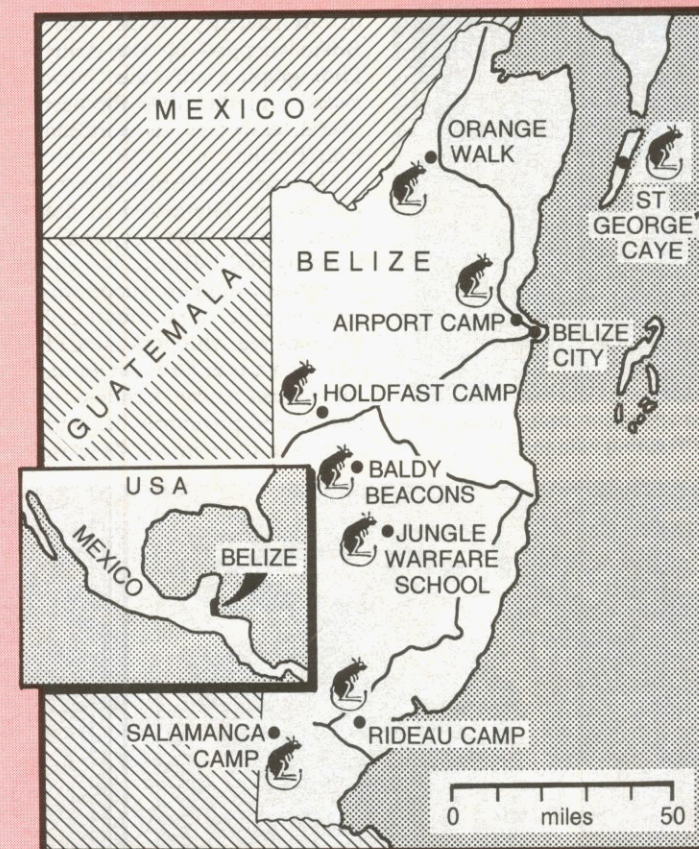 MEXICO
ORANGE
WALK
ST
GEORGE
CAYE
BELIZE
GUATEMALA
AIRPORT CAMP
BELIZE
CITY
HOLDFAST CAMP
BALDY
BEACONS
JUNGLE
WARFARE
SCHOOL
USA
MEXICO
BELIZE
SALAMANCA
CAMP
RIDEAU CAMP
0 miles 50